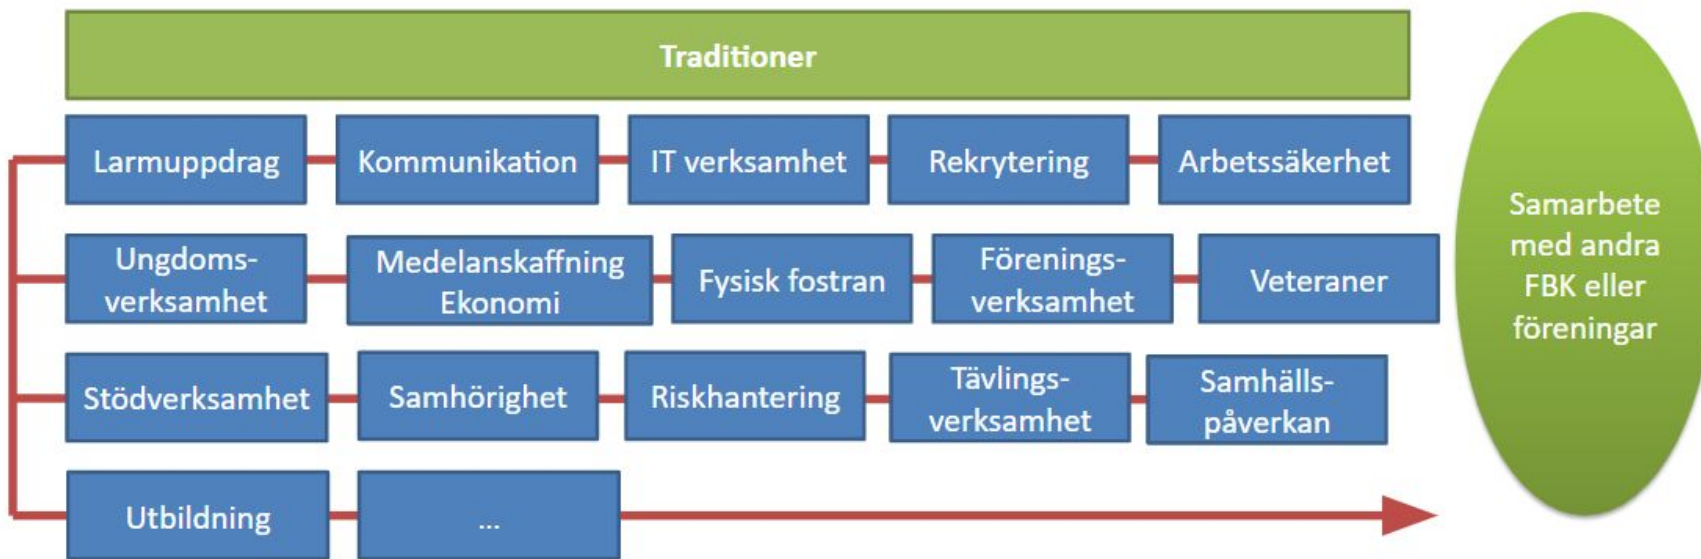 Traditioner
Larmuppdrag
Kommunikation
IT verksamhet
Rekrytering
Arbetssäkerhet
Ungdoms-
verksamhet
Medelanskaffning
Ekonomi
Fysisk fostran
Förenings-
verksamhet
Veteraner
Stödverksamhet
Samhörighet
Riskhantering
Tävlings-
verksamhet
Samhälls-
påverkan
Utbildning
...
Samarbete
med andra
FBK eller
föreningar